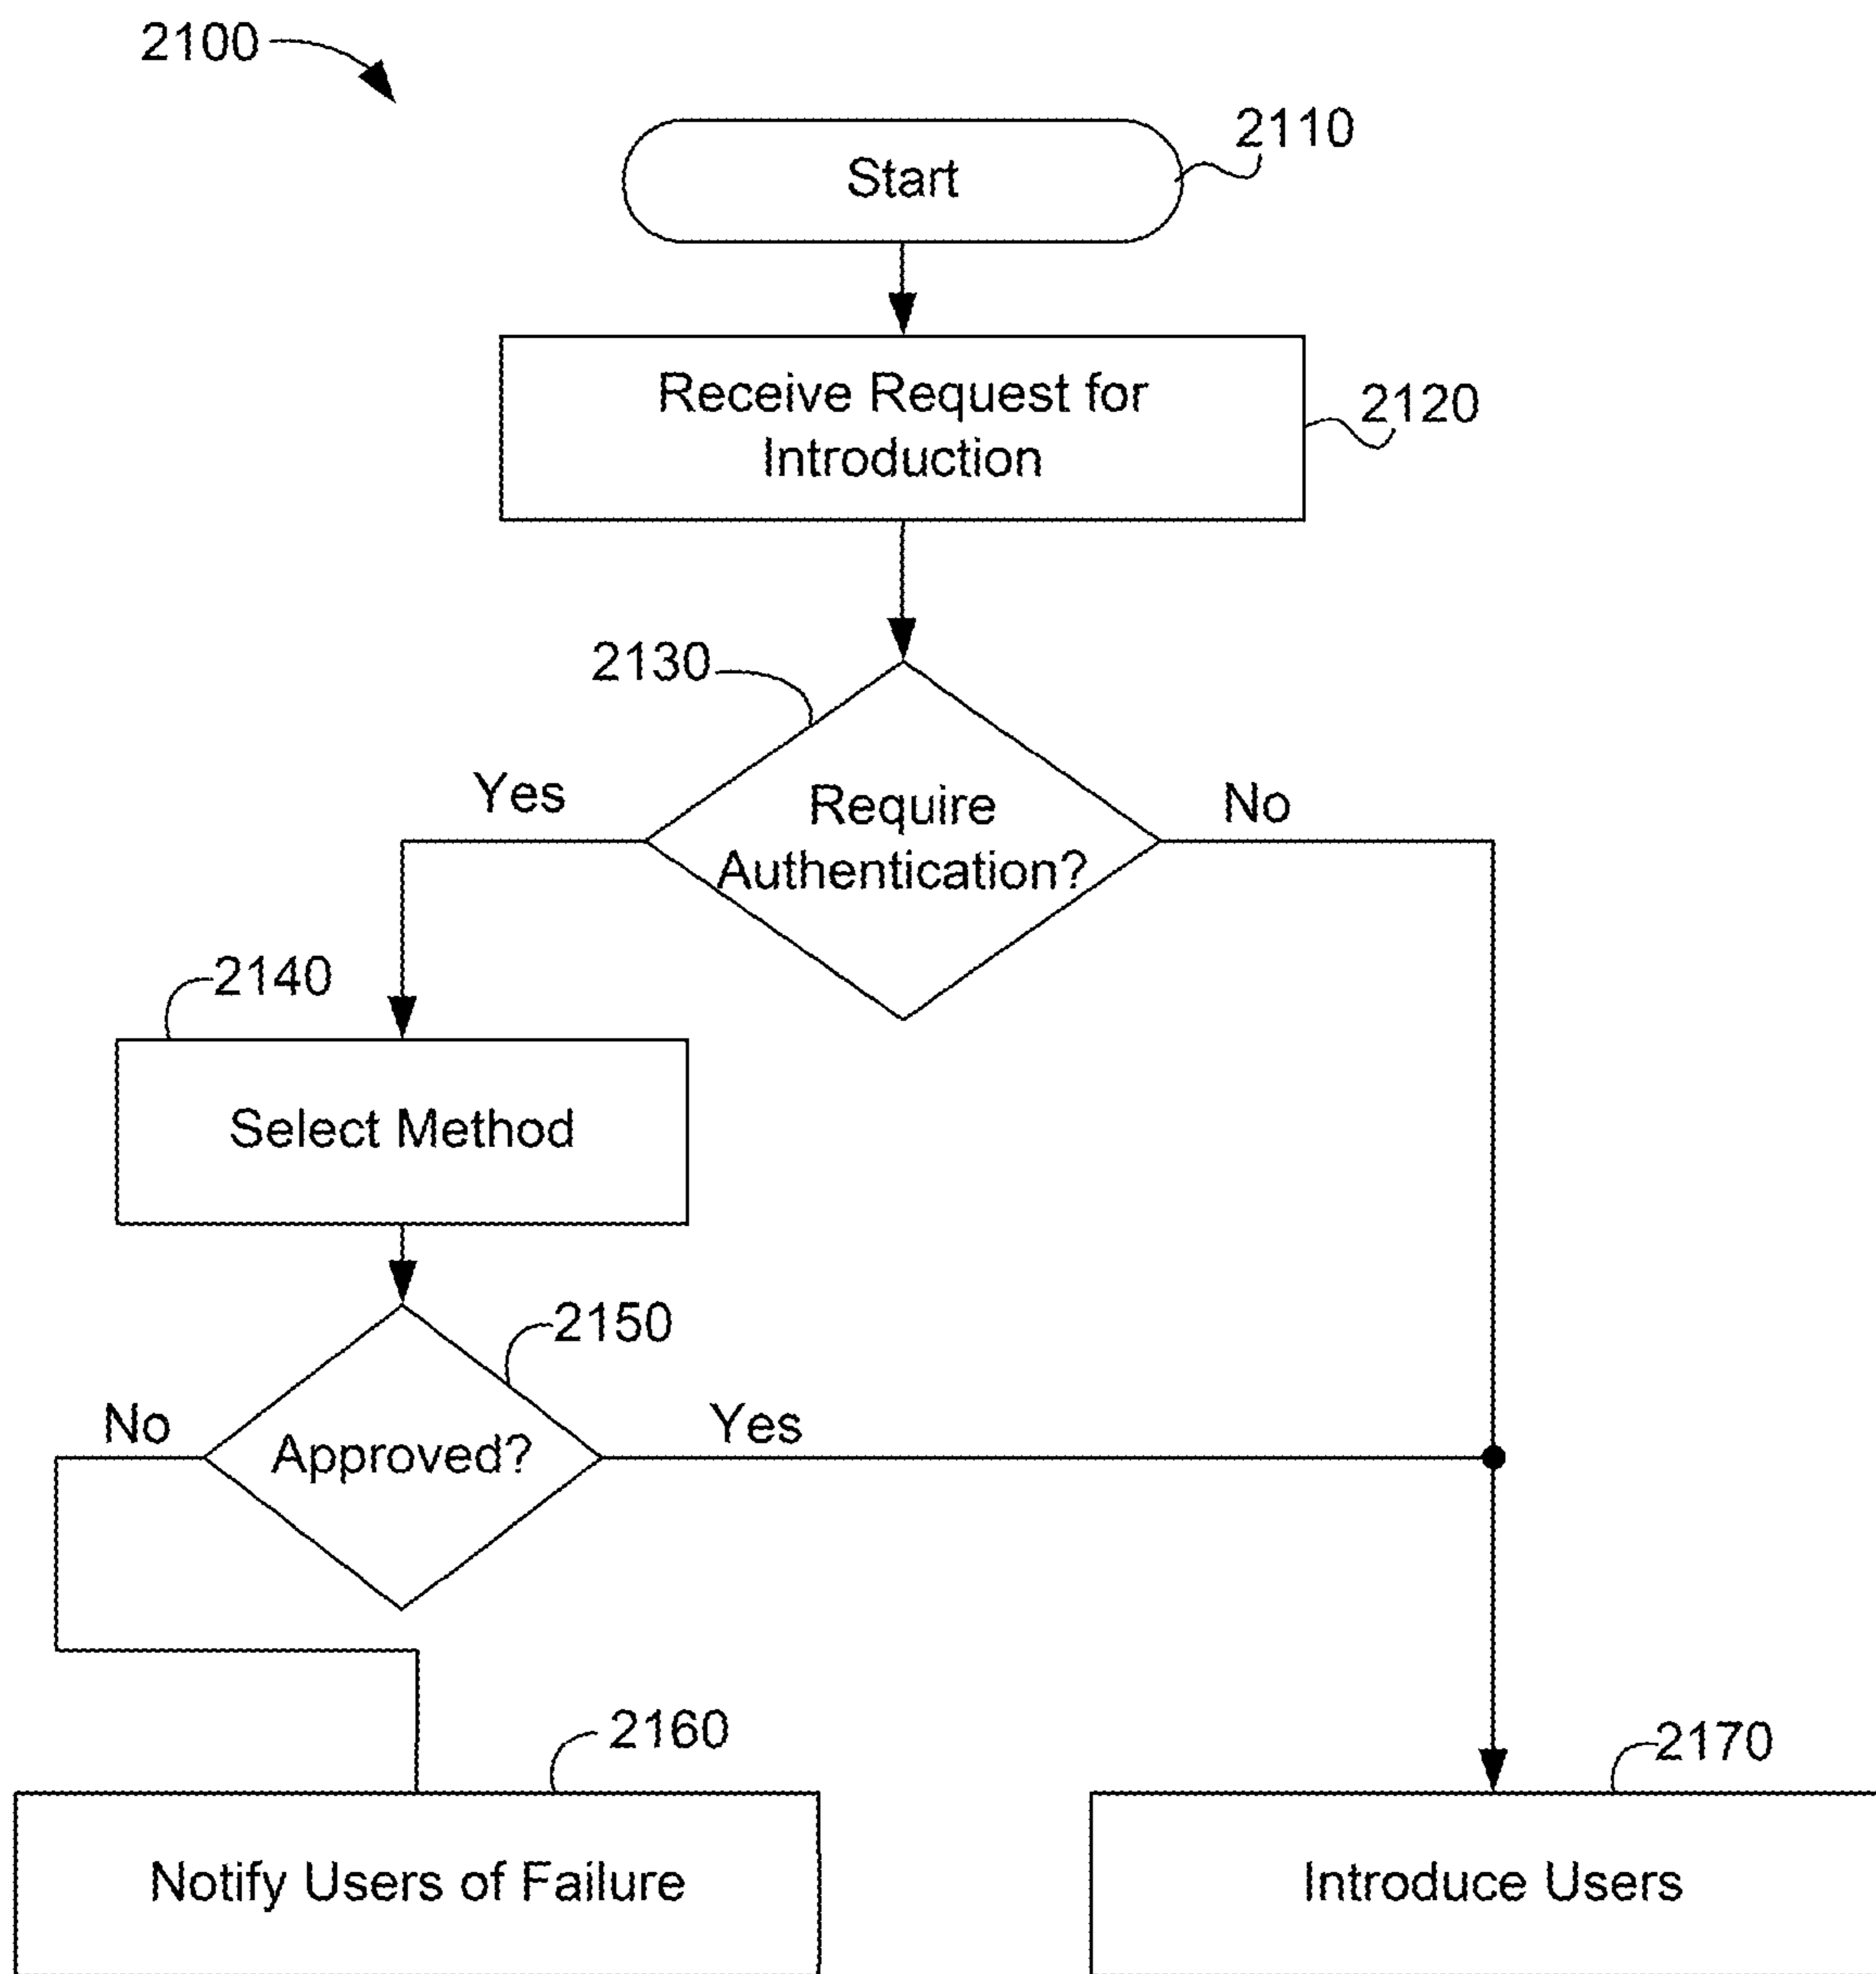 2100
Start
2110
Receive Request for
Introduction
2120
2130
Yes
Require
Authentication?
No
2140
Select Method
2150
No
Approved?
Yes
2160
Notify Users of Failure
2170
Introduce Users